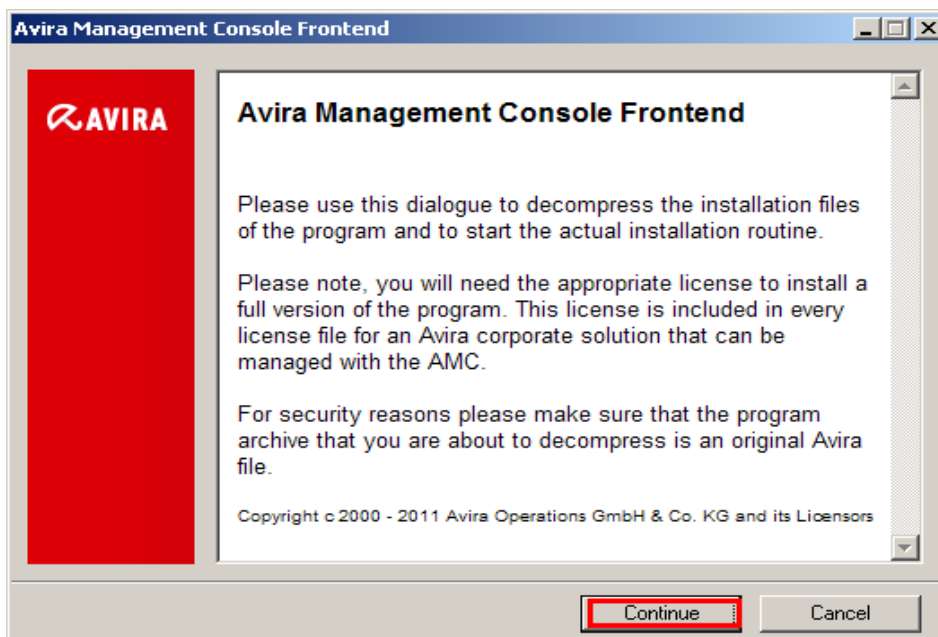 Avira Management Console Frontend
AVIRA
Avira Management Console Frontend
Please use this dialogue to decompress the installation files
of the program and to start the actual installation routine.
Please note, you will need the appropriate license to install a
full version of the program. This license is included in every
license file for an Avira corporate solution that can be
managed with the AMC.
For security reasons please make sure that the program
archive that you are about to decompress is an original Avira
file.
Copyright c 2000 - 2011 Avira Operations GmbH & Co. KG and its Licensors
Continue
Cancel